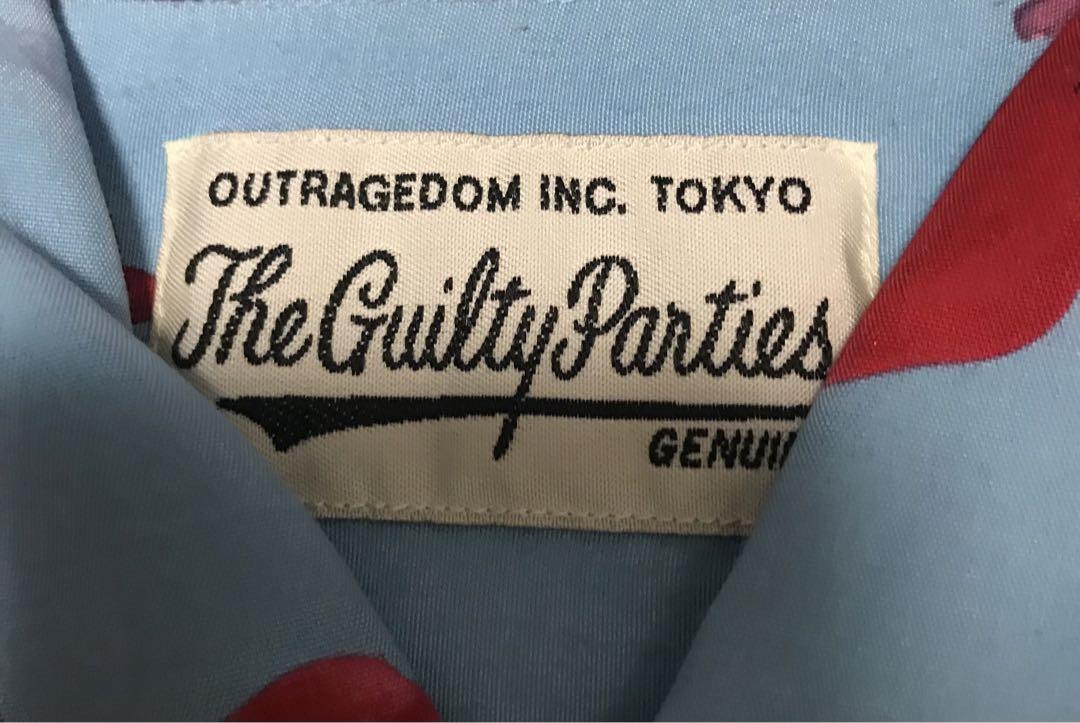 OUTRAGEDOM INC. TOKYO
The Guilty Parties